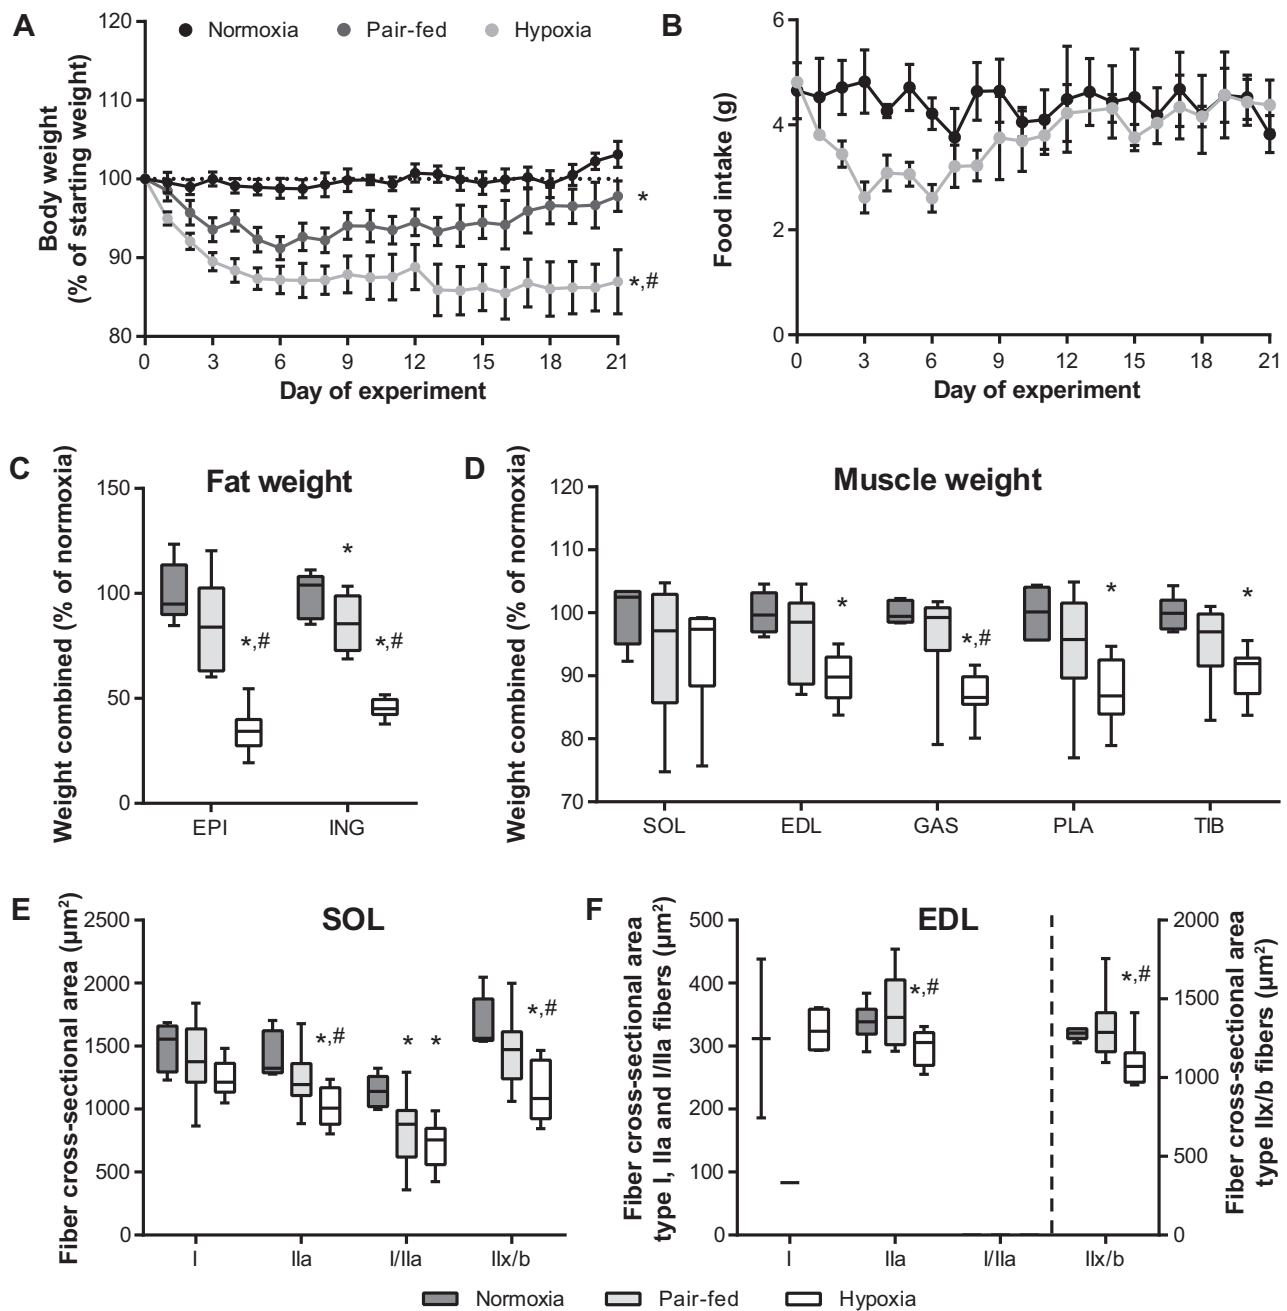 A
Normoxia
Pair-fed
Hypoxia
Body weight
(% of starting weight)
120
110
100
90
80
*
*,#
0 3 6 9 12 15 18 21
Day of experiment
B
Food intake (g)
6
4
2
0
0 3 6 9 12 15 18 21
Day of experiment
C
Fat weight
Weight combined (% of normoxia)
150
100
50
0
*,#
*
*,#
EPI ING
D
Muscle weight
Weight combined (% of normoxia)
120
110
100
90
80
70
*
*,#
*
*
SOL EDL GAS PLA TIB
E
SOL
Fiber cross-sectional area (µm²)
2500
2000
1500
1000
500
0
*,#
*
*
*,#
I IIa I/IIa IIx/b
F
EDL
Fiber cross-sectional area
type I, IIa and I/IIa fibers (µm²)
500
400
300
200
100
0
*,#
*,#
2000
1500
1000
500
0
Fiber cross-sectional area
type IIx/b fibers (µm²)
I IIa I/IIa IIx/b
Normoxia Pair-fed Hypoxia